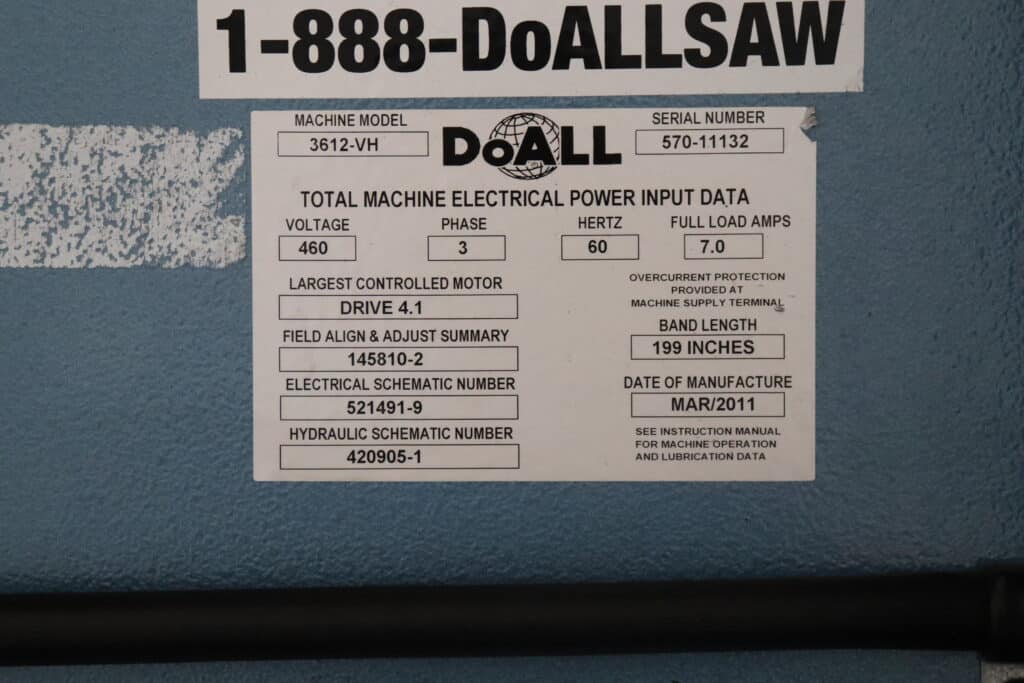 1-888-DoALLSAW
MACHINE MODEL
3612-VH
DoALL
SERIAL NUMBER
570-11132
TOTAL MACHINE ELECTRICAL POWER INPUT DATA
VOLTAGE PHASE HERTZ FULL LOAD AMPS
460 3 60 7.0
LARGEST CONTROLLED MOTOR
DRIVE 4.1
FIELD ALIGN & ADJUST SUMMARY
145810-2
ELECTRICAL SCHEMATIC NUMBER
521491-9
HYDRAULIC SCHEMATIC NUMBER
420905-1
OVERCURRENT PROTECTION
PROVIDED AT
MACHINE SUPPLY TERMINAL
BAND LENGTH
199 INCHES
DATE OF MANUFACTURE
MAR/2011
SEE INSTRUCTION MANUAL
FOR MACHINE OPERATION
AND LUBRICATION DATA